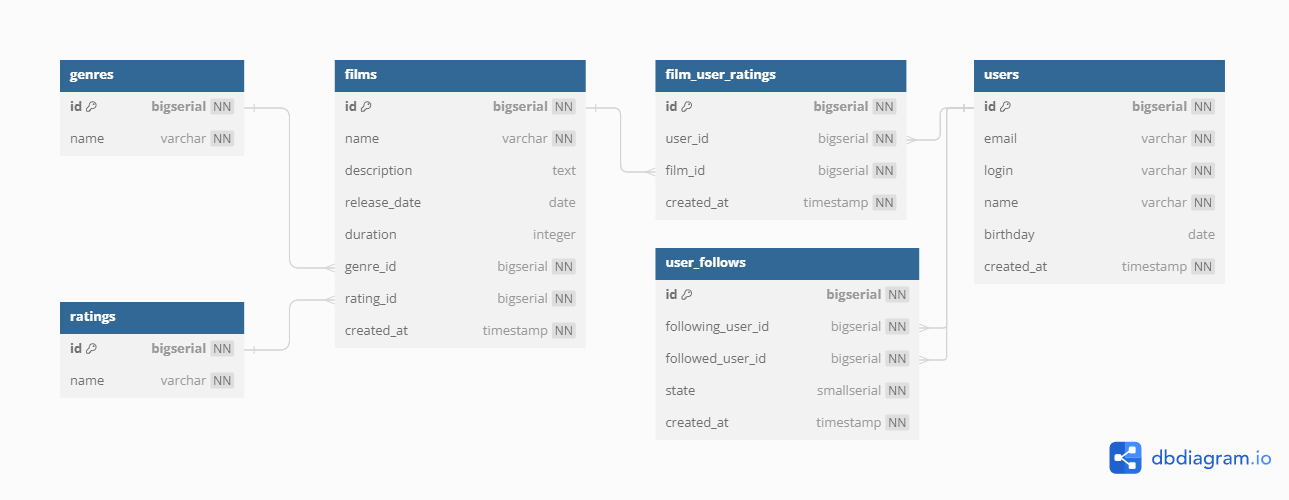 genres
id bigserial NN
name varchar NN
films
id bigserial NN
name varchar NN
description text
release_date date
duration integer
genre_id bigserial NN
rating_id bigserial NN
created_at timestamp NN
film_user_ratings
id bigserial NN
user_id bigserial NN
film_id bigserial NN
created_at timestamp NN
users
id bigserial NN
email varchar NN
login varchar NN
name varchar NN
birthday date
created_at timestamp NN
ratings
id bigserial NN
name varchar NN
user_follows
id bigserial NN
following_user_id bigserial NN
followed_user_id bigserial NN
state smallserial NN
created_at timestamp NN
dbdiagram.io